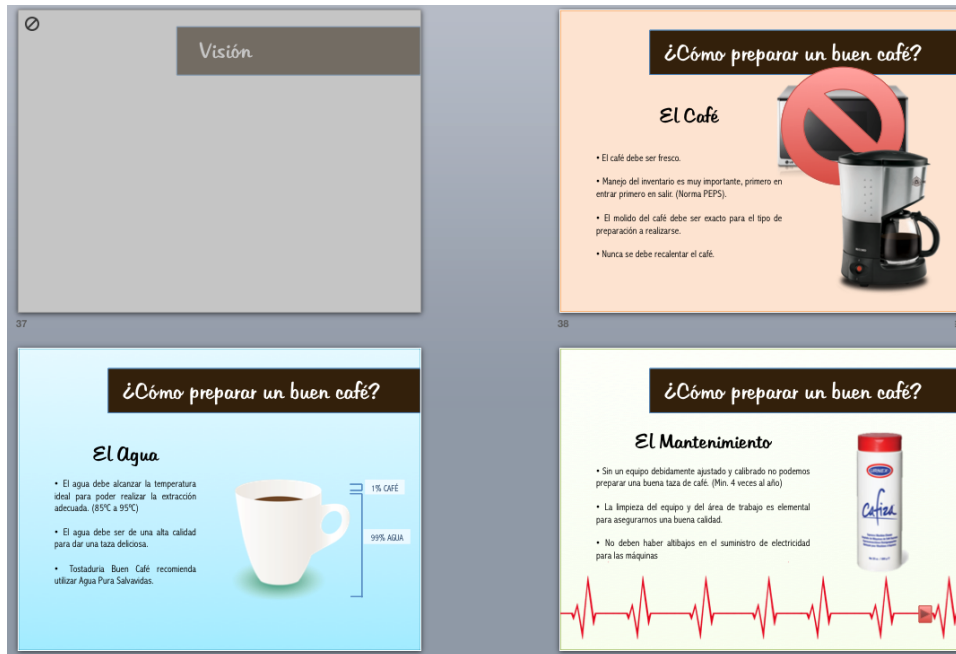 Visión
37
¿Cómo preparar un buen café?
El Café
• El café debe ser fresco.
• Manejo del inventario es muy importante, primero en
entrar primero en salir. (Norma PEPS).
• El molido del café debe ser exacto para el tipo de
preparación a realizarse.
• Nunca se debe recalentar el café.
38
¿Cómo preparar un buen café?
El Agua
• El agua debe alcanzar la temperatura
ideal para poder realizar la extracción
adecuada. (85ºC a 95ºC)
• El agua debe ser de una alta calidad
para dar una taza deliciosa.
• Tostaduria Buen Café recomienda
utilizar Agua Pura Salvavidas.
1% CAFÉ
99% AGUA
¿Cómo preparar un buen café?
El Mantenimiento
• Sin un equipo debidamente ajustado y calibrado no podemos
preparar una buena taza de café. (Min. 4 veces al año)
• La limpieza del equipo y del área de trabajo es elemental
para asegurarnos una buena calidad.
• No deben haber altibajos en el suministro de electricidad
para las máquinas
Cafiza